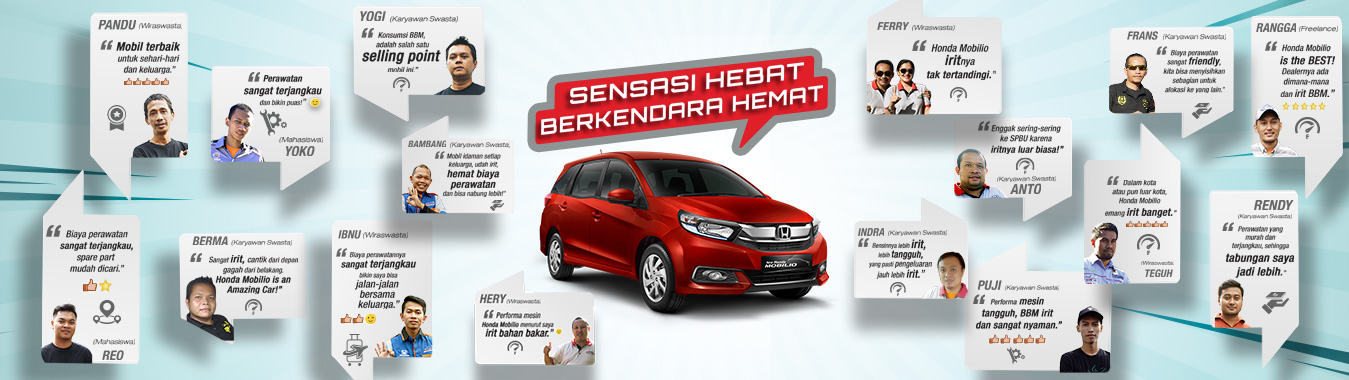 PANDU (Wiraswasta)
“Mobil terbaik
untuk sehari-hari
dan keluarga.”
“Perawatan
sangat terjangkau
dan bikin puas!”
(Mahasiswa)
YOKO
YOGI (Karyawan Swasta)
“Konsumsi BBM,
adalah salah satu
selling point
mobil ini.”
BAMBANG (Karyawan Swasta)
“Mobil idaman setiap
keluarga, udah irit,
hemat biaya
perawatan
dan bisa nabung lebih!”
SENSASI HEBAT
BERKENDARA HEMAT
FERRY (Wiraswasta)
“Honda Mobilio
iritnya
tak tertandingi.”
“Enggak sering-sering
ke SPBU karena
iritnya luar biasa!”
(Karyawan Swasta)
ANTO
FRANS (Karyawan Swasta)
“Biaya perawatan
sangat friendly,
kita bisa menyisihkan
sebagian untuk
alokasi ke yang lain.”
RANGGA (Freelance)
“Honda Mobilio
is the BEST!
Dealernya ada
dimana-mana
dan irit BBM.”
F
“Biaya perawatan
sangat terjangkau,
spare part
mudah dicari.”
(Mahasiswa)
REO
BERMA (Karyawan Swasta)
“Sangat irit, cantik dari depan
gagah dari belakang.
Honda Mobilio is an
Amazing Car!”
IBNU (Wiraswasta)
“Biaya perawatannya
sangat terjangkau
bikin saya bisa
jalan-jalan
bersama
keluarga.”
HERY (Wiraswasta)
“Performa mesin
Honda Mobilio menurut saya
irit bahan bakar.”
MOBILIO
INDRA (Karyawan Swasta)
“Bensinnya lebih irit,
lebih tangguh,
yang pasti pengeluaran
jauh lebih irit.”
PUJI (Karyawan Swasta)
“Performa mesin
tangguh, BBM irit
dan sangat nyaman.”
“Dalam kota
atau pun luar kota,
Honda Mobilio
emang irit banget.”
(Wiraswasta)
TEGUH
RENDY
(Karyawan Swasta)
“Perawatan yang
murah dan
terjangkau, sehingga
tabungan saya
jadi lebih.”